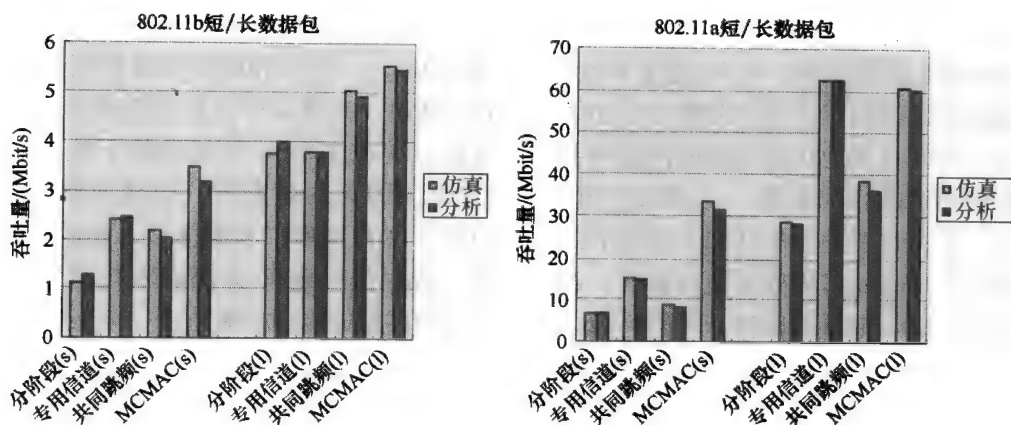 802.11b短/长数据包
吞吐量/(Mbit/s)
6
5
4
3
2
1
0
分阶段(s)
专用信道(s)
共同跳频(s)
MCMAC(s)
分阶段(l)
专用信道(l)
共同跳频(l)
MCMAC(l)
仿真
分析
802.11a短/长数据包
吞吐量/(Mbit/s)
70
60
50
40
30
20
10
0
分阶段(s)
专用信道(s)
共同跳频(s)
MCMAC(s)
分阶段(l)
专用信道(l)
共同跳频(l)
MCMAC(l)
仿真
分析